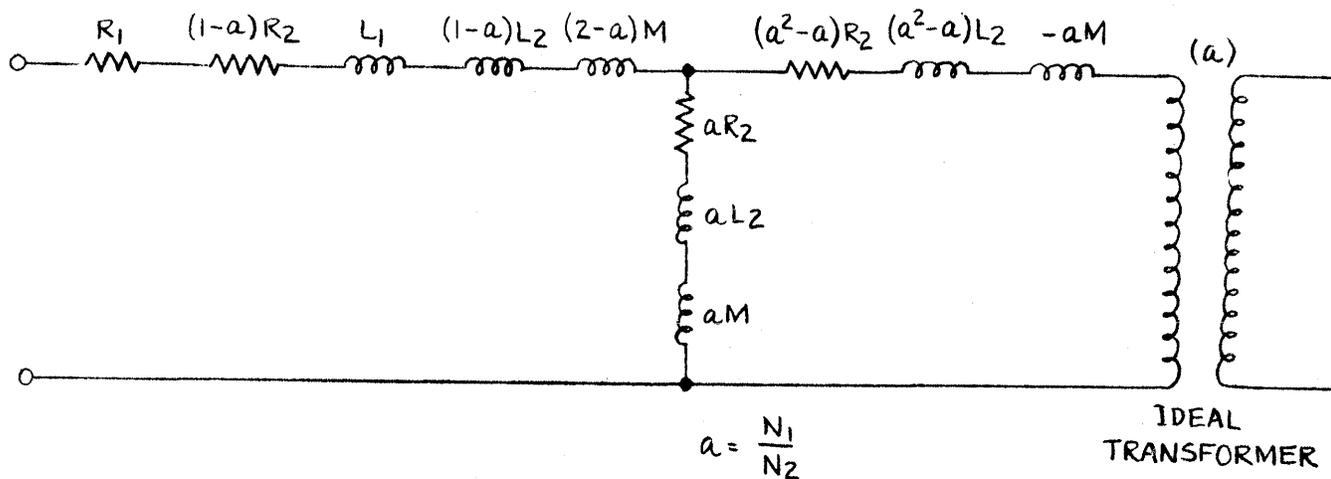 R1 (1-a)R2 L1 (1-a)L2 (2-a)M (a²-a)R2 (a²-a)L2 -aM (a)
aR2
aL2
aM
a = N1/N2
IDEAL
TRANSFORMER